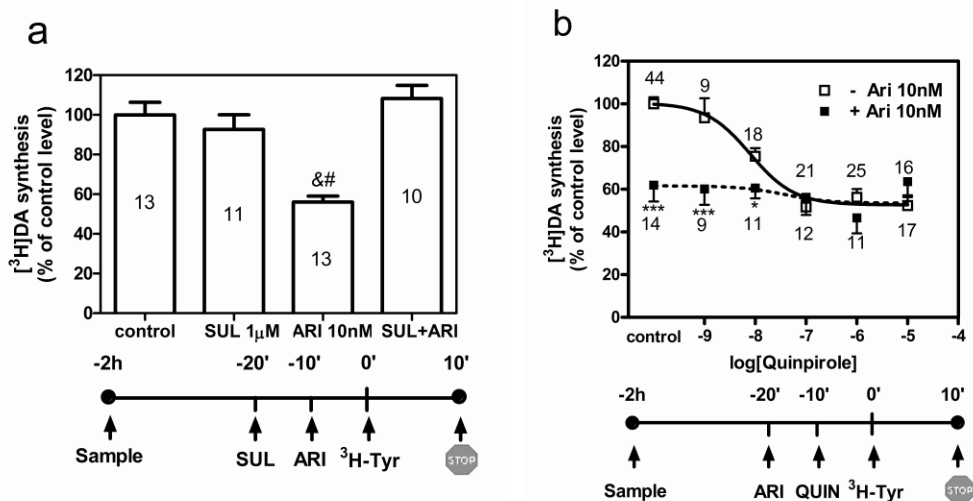 a
[³H]DA synthesis
(% of control level)
120
100
80
60
40
20
0
13
11
&#
13
10
control SUL 1μM ARI 10nM SUL+ARI
-2h -20' -10' 0' 10'
Sample SUL ARI ³H-Tyr STOP
b
[³H]DA synthesis
(% of control level)
120
100
80
60
40
20
0
- Ari 10nM
+ Ari 10nM
44 9 18 21 25 16
*** *** *
14 9 11 12 11 17
control -9 -8 -7 -6 -5 -4
log[Quinpirole]
-2h -20' -10' 0' 10'
Sample ARI QUIN ³H-Tyr STOP